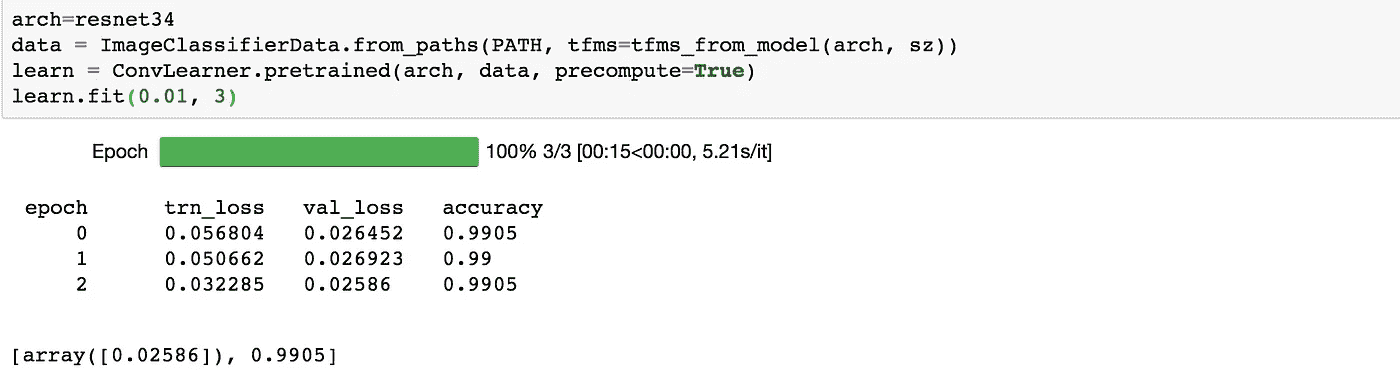 arch=resnet34
data = ImageClassifierData.from_paths(PATH, tfms=tfms_from_model(arch, sz))
learn = ConvLearner.pretrained(arch, data, precompute=True)
learn.fit(0.01, 3)
Epoch 100% 3/3 [00:15<00:00, 5.21s/it]
epoch trn_loss val_loss accuracy
0 0.056804 0.026452 0.9905
1 0.050662 0.026923 0.99
2 0.032285 0.02586 0.9905
[array([0.02586]), 0.9905]